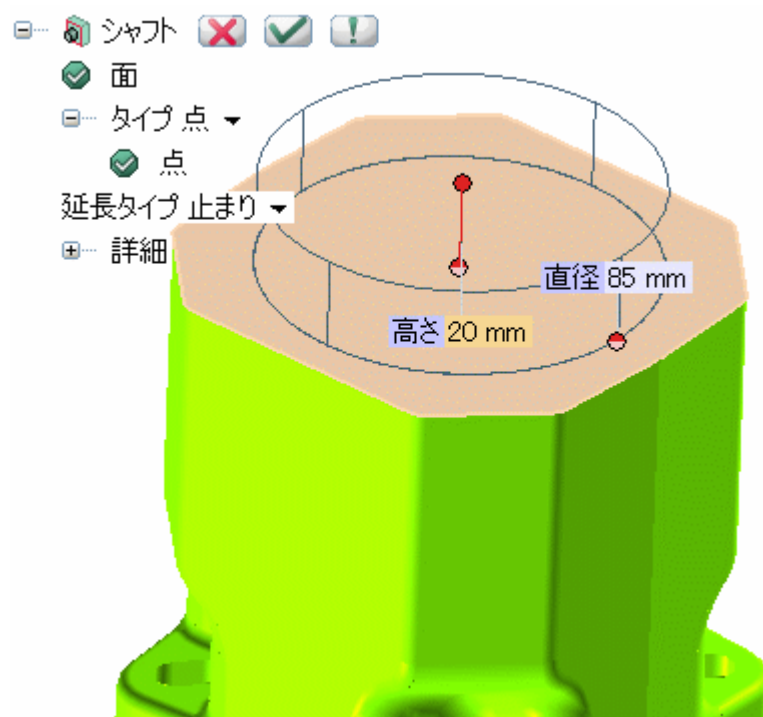 シャフト
面
タイプ 点
点
延長タイプ 止まり
詳細
直径 85 mm
高さ 20 mm